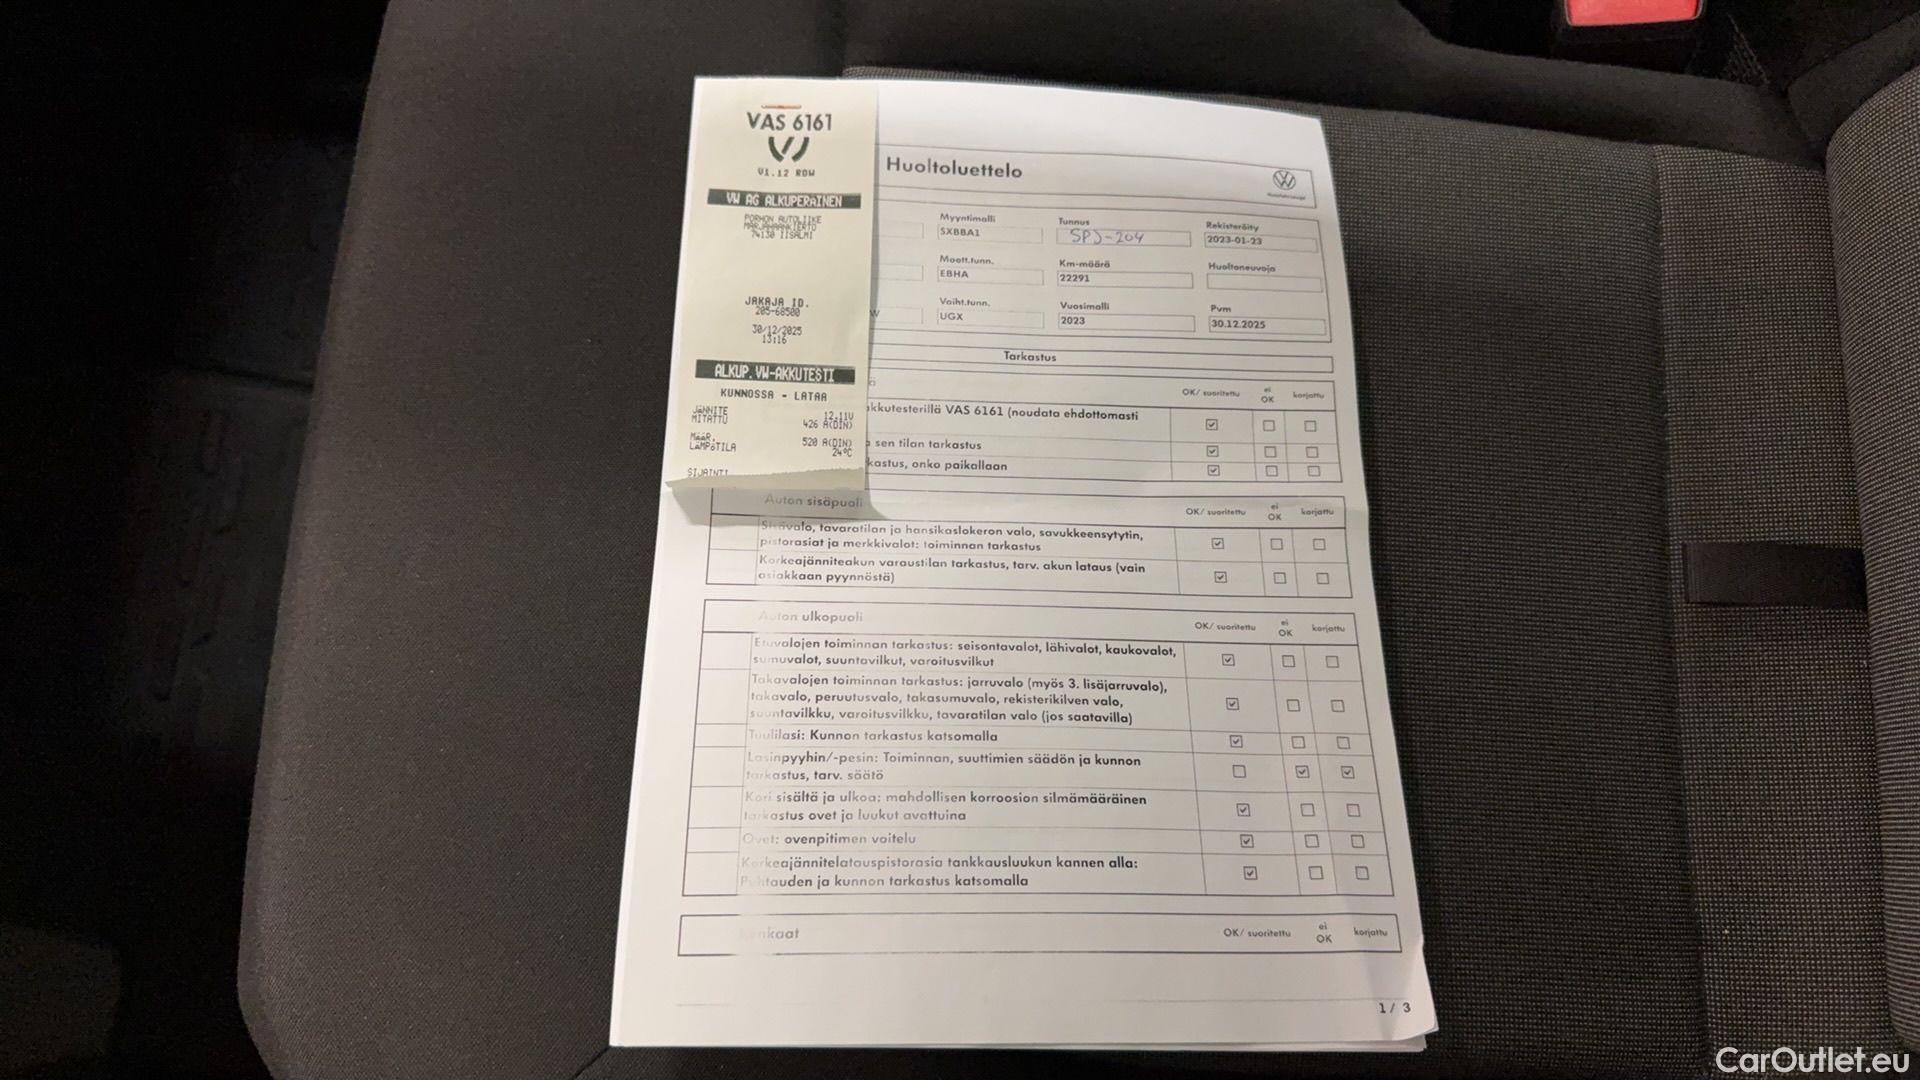 VAS 6161
V1.12 ROW
VW AG ALKUPERAINEN
PORHON AUTOLIIKE
74130 IISALMI
JAKAJA ID.
205-68500
30/12/2025
13:16
ALKUP. VW-AKKUTESTI
KUNNOSSA - LATAA
JäNNITE 12.11V
MITATTU 426 A(DIN)
MääR. 520 A(DIN)
LäMPöTILA 24°C
SIJAINTI
Huoltoluettelo
Myyntimalli
SXBBA1
Tunnus
SPJ-204
Rekisteröity
2023-01-23
Moott.tunn.
EBHA
Km-määrä
22291
Huoltoneuvoja
W
Vaiht.tunn.
UGX
Vuosimalli
2023
Pvm
30.12.2025
Tarkastus
OK/ suoritettu ei OK korjattu
akkutesterillä VAS 6161 (noudata ehdottomasti
sen tilan tarkastus
kastus, onko paikallaan
Auton sisäpuoli OK/ suoritettu ei OK korjattu
Sisävalo, tavaratilan ja hansikaslokeron valo, savukkeensytytin,
pistorasiat ja merkkivalot: toiminnan tarkastus
Korkeajänniteakun varaustilan tarkastus, tarv. akun lataus (vain
asiakkaan pyynnöstä)
Auton ulkopuoli OK/ suoritettu ei OK korjattu
Etuvalojen toiminnan tarkastus: seisontavalot, lähivalot, kaukovalot,
sumuvalot, suuntavilkut, varoitusvilkut
Takavalojen toiminnan tarkastus: jarruvalo (myös 3. lisäjarruvalo),
takavalo, peruutusvalo, takasumuvalo, rekisterikilven valo,
suuntavilkku, varoitusvilkku, tavaratilan valo (jos saatavilla)
Tuulilasi: Kunnon tarkastus katsomalla
Lasinpyyhin/-pesin: Toiminnan, suuttimien säädön ja kunnon
tarkastus, tarv. säätö
Kori sisältä ja ulkoa: mahdollisen korroosion silmämääräinen
tarkastus ovet ja luukut avattuina
Ovet: ovenpitimen voitelu
Korkeajännitelatauspistorasia tankkausluukun kannen alla:
Puhtauden ja kunnon tarkastus katsomalla
Renkaat OK/ suoritettu ei OK korjattu
1/ 3
CarOutlet.eu